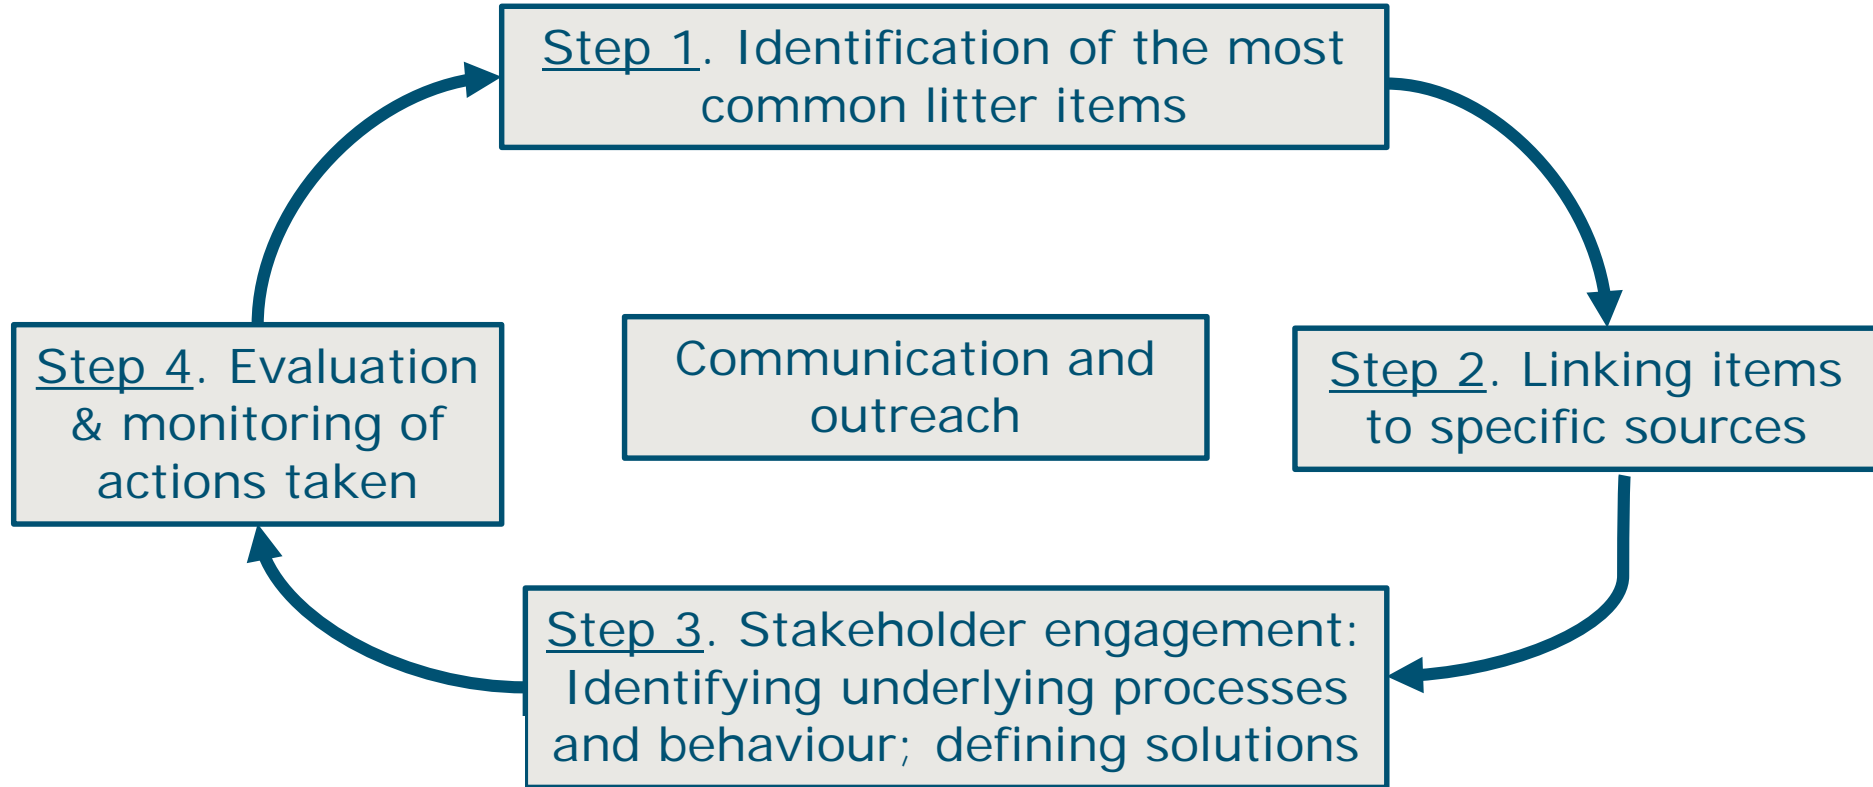 Step 1. Identification of the most
common litter items
Step 4. Evaluation
& monitoring of
actions taken
Communication and
outreach
Step 2. Linking items
to specific sources
Step 3. Stakeholder engagement:
Identifying underlying processes
and behaviour; defining solutions